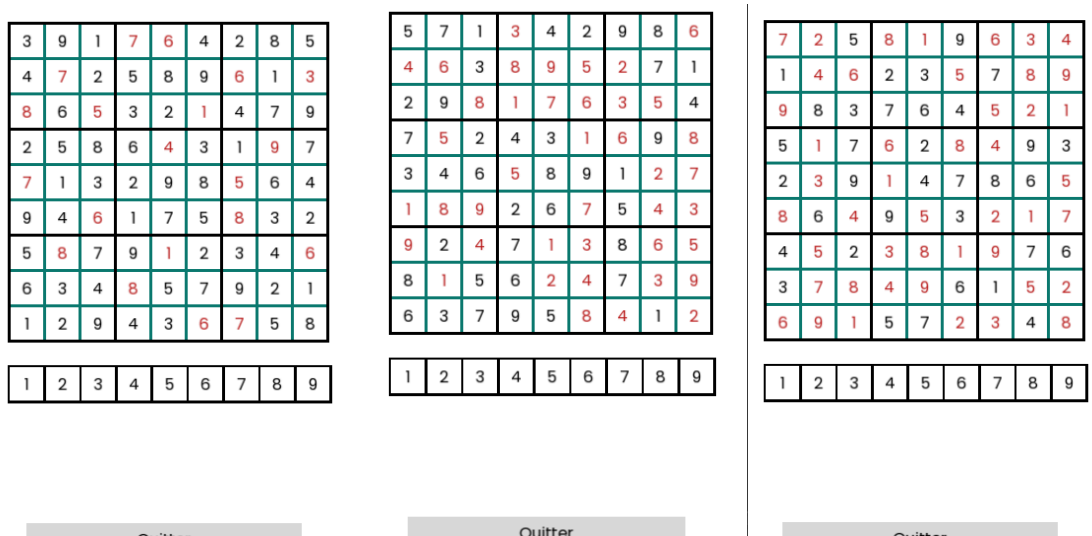 3 9 1 7 6 4 2 8 5
4 7 2 5 8 9 6 1 3
8 6 5 3 2 1 4 7 9
2 5 8 6 4 3 1 9 7
7 1 3 2 9 8 5 6 4
9 4 6 1 7 5 8 3 2
5 8 7 9 1 2 3 4 6
6 3 4 8 5 7 9 2 1
1 2 9 4 3 6 7 5 8
1 2 3 4 5 6 7 8 9
Quitter
5 7 1 3 4 2 9 8 6
4 6 3 8 9 5 2 7 1
2 9 8 1 7 6 3 5 4
7 5 2 4 3 1 6 9 8
3 4 6 5 8 9 1 2 7
1 8 9 2 6 7 5 4 3
9 2 4 7 1 3 8 6 5
8 1 5 6 2 4 7 3 9
6 3 7 9 5 8 4 1 2
1 2 3 4 5 6 7 8 9
Quitter
7 2 5 8 1 9 6 3 4
1 4 6 2 3 5 7 8 9
9 8 3 7 6 4 5 2 1
5 1 7 6 2 8 4 9 3
2 3 9 1 4 7 8 6 5
8 6 4 9 5 3 2 1 7
4 5 2 3 8 1 9 7 6
3 7 8 4 9 6 1 5 2
6 9 1 5 7 2 3 4 8
1 2 3 4 5 6 7 8 9
Quitter